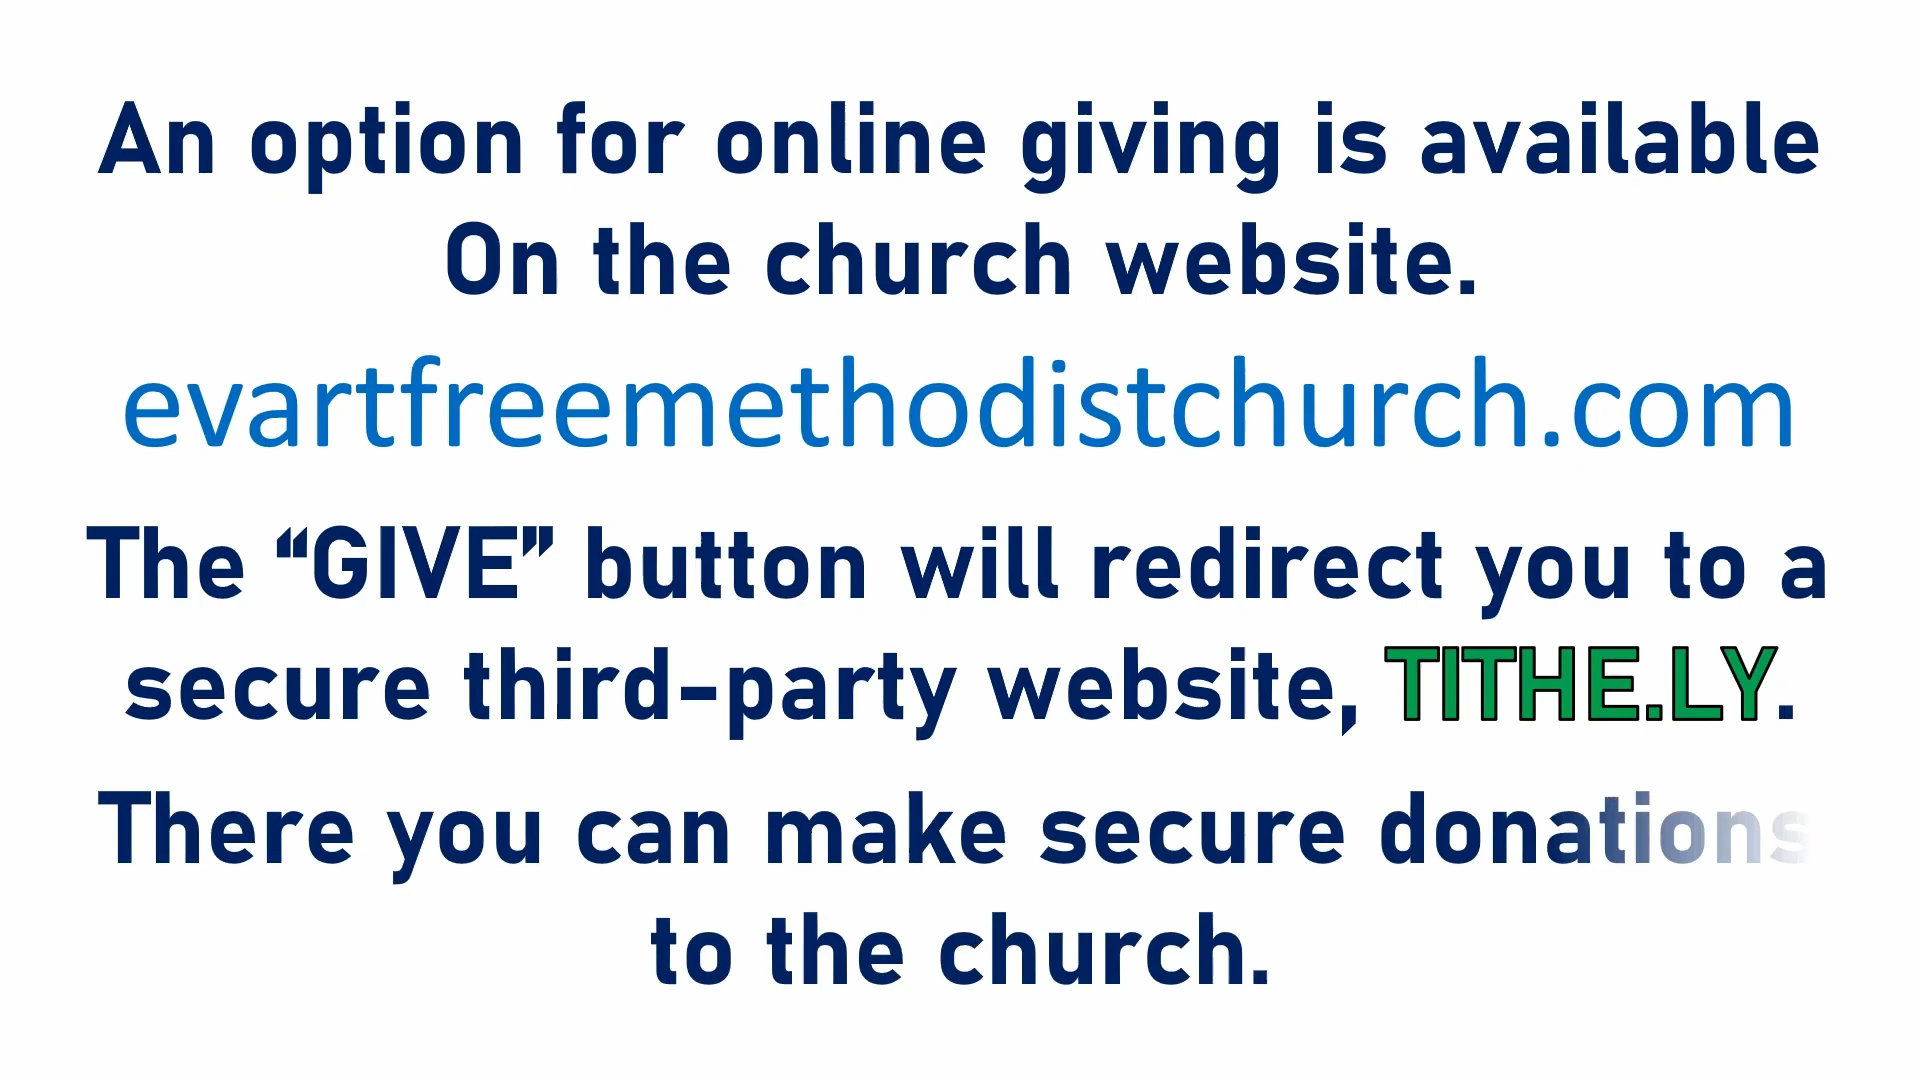 An option for online giving is available
On the church website.
evartfreemethodistchurch.com
The “GIVE” button will redirect you to a
secure third-party website, TITHE.LY.
There you can make secure donations
to the church.